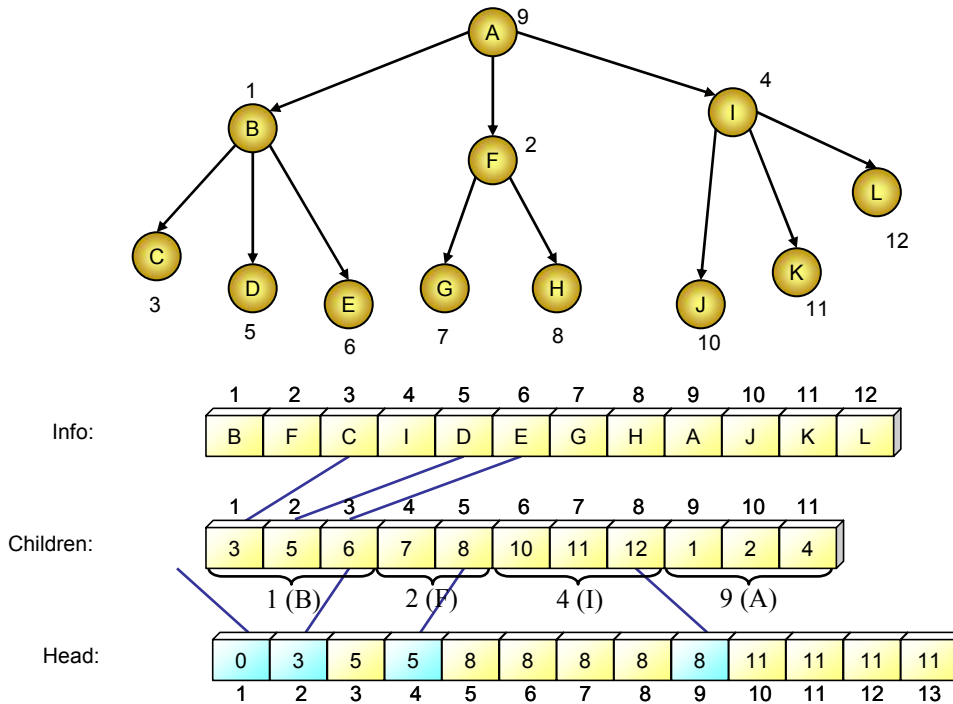 A 9
1
4
B
I
F 2
L
12
C
D
E
G
H
J
K
3
5
6
7
8
10
11
1 2 3 4 5 6 7 8 9 10 11 12
Info: B F C I D E G H A J K L
1 2 3 4 5 6 7 8 9 10 11
Children: 3 5 6 7 8 10 11 12 1 2 4
1 (B) 2 (F) 4 (I) 9 (A)
Head: 0 3 5 5 8 8 8 8 8 11 11 11 11
1 2 3 4 5 6 7 8 9 10 11 12 13